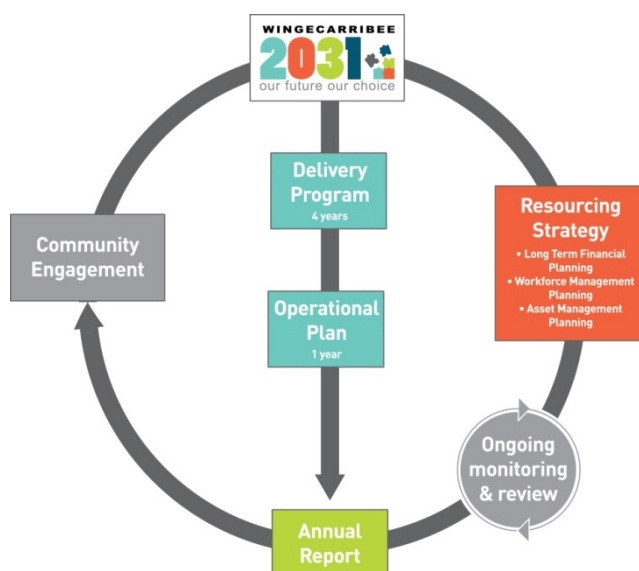 WINGECARRIBEE
2031
our future our choice
Delivery
Program
4 years
Community
Engagement
Resourcing
Strategy
• Long Term Financial
Planning
• Workforce Management
Planning
• Asset Management
Planning
Operational
Plan
1 year
Ongoing
monitoring
& review
Annual
Report